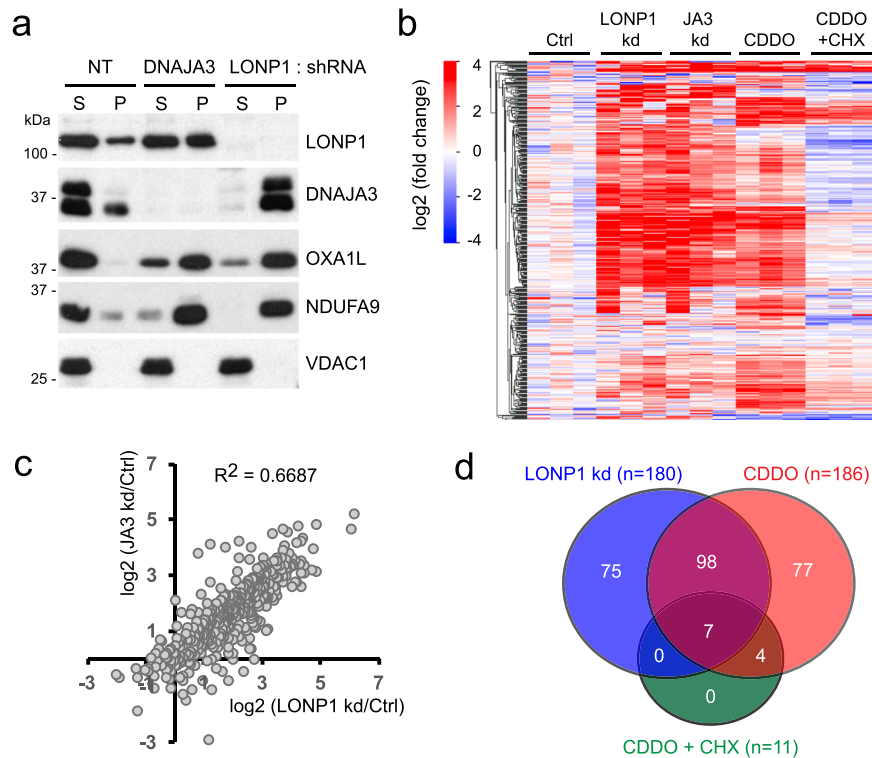 a
NT DNAJA3 LONP1 : shRNA
S P S P S P
kDa
100 -
LONP1
37 -
DNAJA3
37 -
OXA1L
37 -
NDUFA9
25 -
VDAC1
b
Ctrl
LONP1 kd
JA3 kd
CDDO
CDDO +CHX
log2 (fold change)
4
2
0
-2
-4
c
R2 = 0.6687
log2 (JA3 kd/Ctrl)
7
5
3
1
-1
-3
-3 -1 1 3 5 7
log2 (LONP1 kd/Ctrl)
d
LONP1 kd (n=180)
CDDO (n=186)
75 98 77
7
0 4
0
CDDO + CHX (n=11)